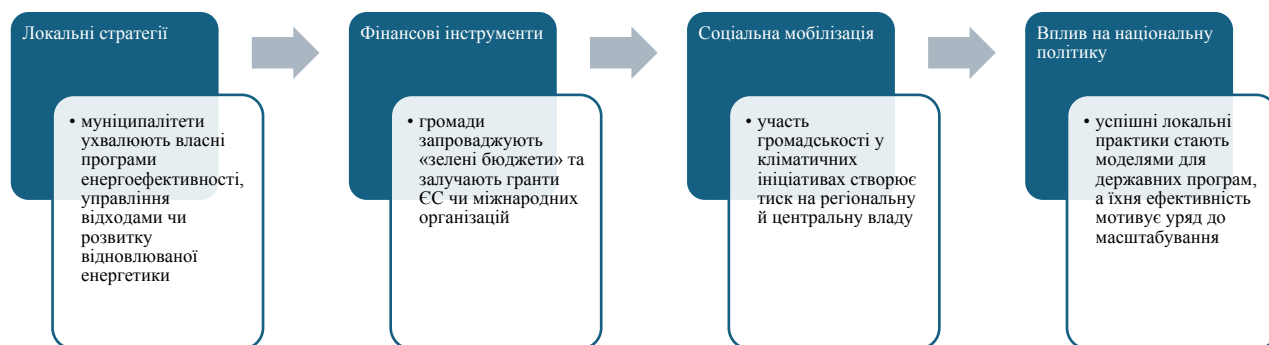 Локальні стратегії
• муніципалітети
ухвалюють власні
програми
енергоефективності,
управління
відходами чи
розвитку
відновлюваної
енергетики
Фінансові інструменти
• громади
запроваджують
«зелені бюджети» та
залучають гранти
ЄС чи міжнародних
організацій
Соціальна мобілізація
• участь
громадськості у
кліматичних
ініціативах створює
тиск на регіональну
й центральну владу
Вплив на національну
політику
• успішні локальні
практики стають
моделями для
державних програм,
а їхня ефективність
мотивує уряд до
масштабування